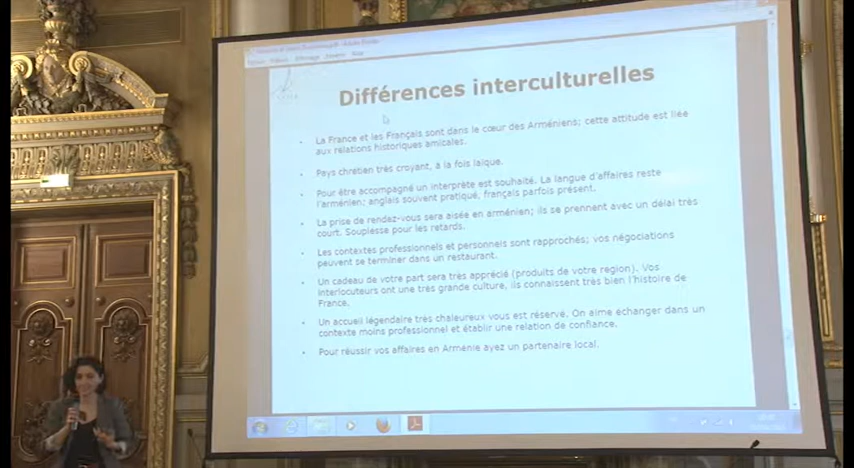 Différences interculturelles
La France et les Français sont dans le cœur des Arméniens; cette attitude est liée
aux relations historiques amicales.
Pays chrétien très croyant, à la fois laïque.
Pour être accompagné un interprète est souhaité. La langue d'affaires reste
l'arménien; anglais souvent pratiqué, français parfois présent.
La prise de rendez-vous sera aisée en arménien; ils se prennent avec un délai très
court. Souplesse pour les retards.
Les contextes professionnels et personnels sont rapprochés; vos négociations
peuvent se terminer dans un restaurant.
Un cadeau de votre part sera très apprécié (produits de votre region). Vos
interlocuteurs ont une très grande culture, ils connaissent très bien l'histoire de
France.
Un accueil légendaire très chaleureux vous est réservé. On aime echanger dans un
contexte moins professionnel et établir une relation de confiance.
Pour réussir vos affaires en Arménie ayez un partenaire local.